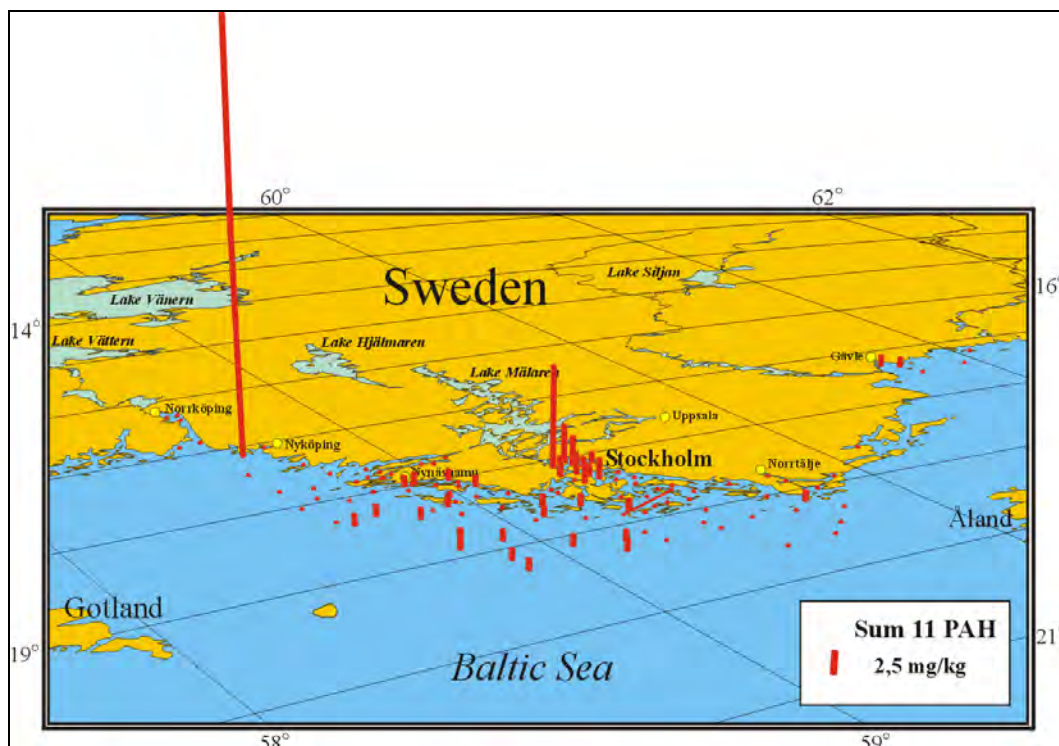 60°
62°
Sweden
Lake Siljan
16°
Lake Vänern
14°
Lake Vättern
Lake Hjälmaren
Gävle
Lake Mälaren
Norrköping
Uppsala
Nyköping
Stockholm
Norrtälje
Nynäshamn
Åland
Gotland
Sum 11 PAH
2,5 mg/kg
19°
21°
Baltic Sea
58°
59°